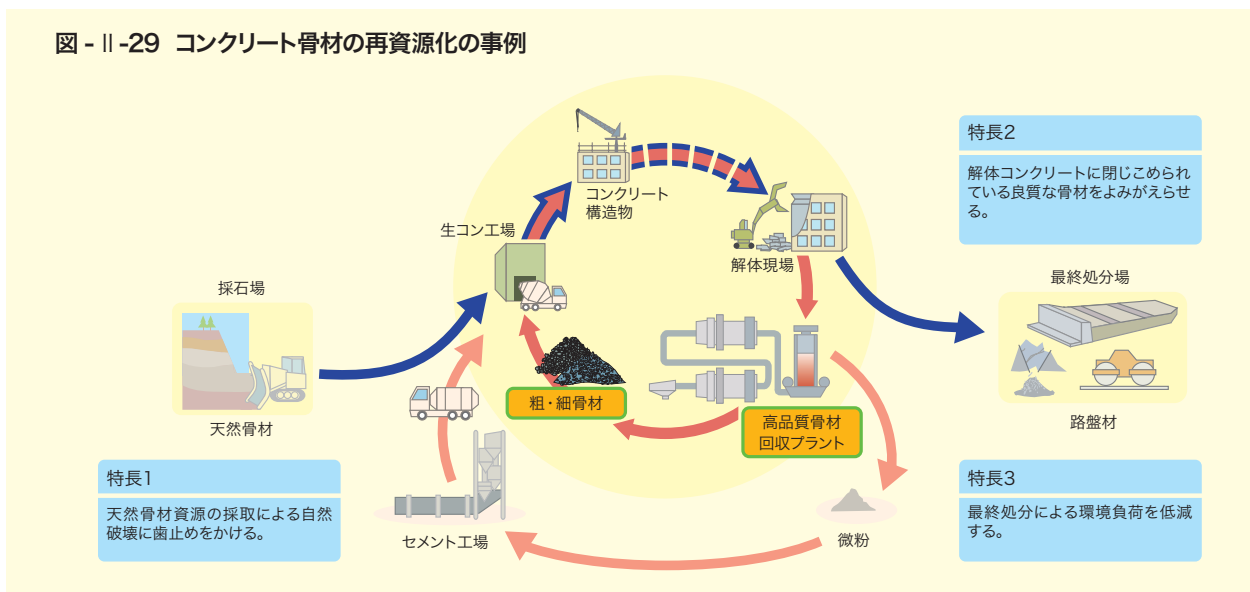 図 - Ⅱ -29 コンクリート骨材の再資源化の事例
コンクリート
構造物
生コン工場
解体現場
採石場
天然骨材
粗・細骨材
高品質骨材
回収プラント
最終処分場
路盤材
セメント工場
微粉
特長1
天然骨材資源の採取による自然
破壊に歯止めをかける。
特長2
解体コンクリートに閉じこめられ
ている良質な骨材をよみがえらせ
る。
特長3
最終処分による環境負荷を低減
する。